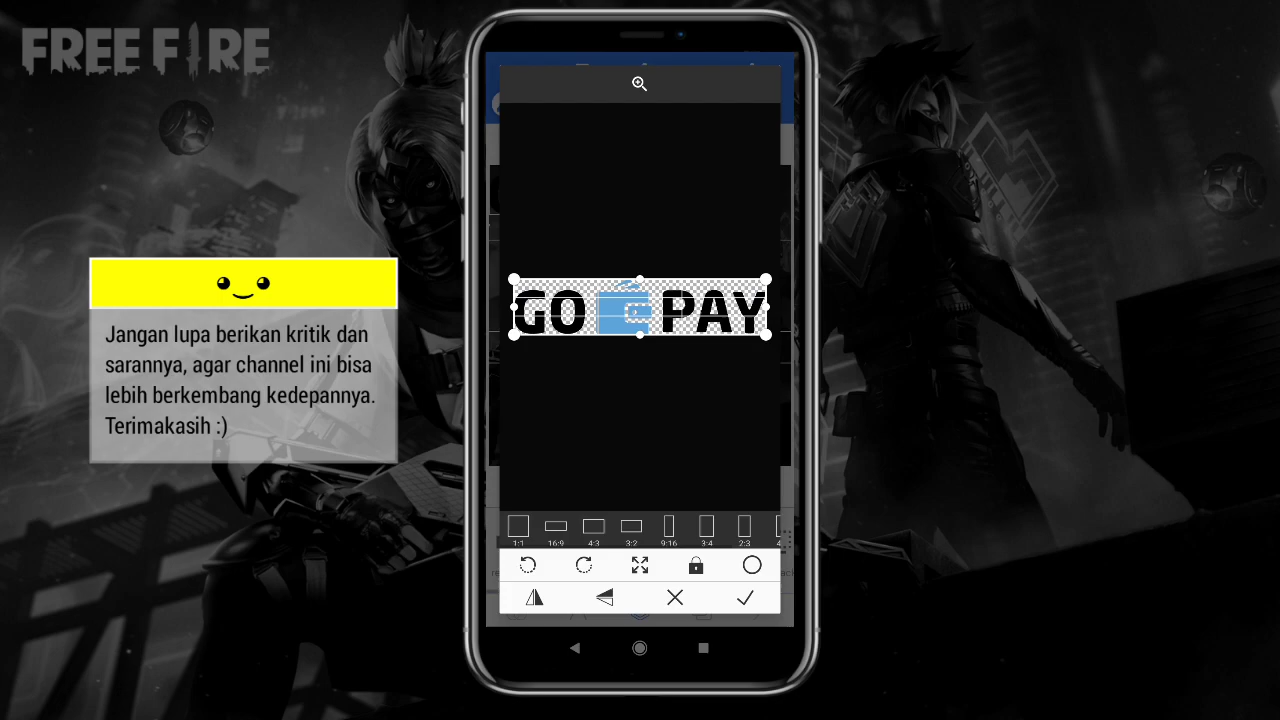 FREE FIRE
Jangan lupa berikan kritik dan
sarannya, agar channel ini bisa
lebih berkembang kedepannya.
Terimakasih :)
GO PAY
1:1 16:9 4:3 3:2 9:16 3:4 2:3